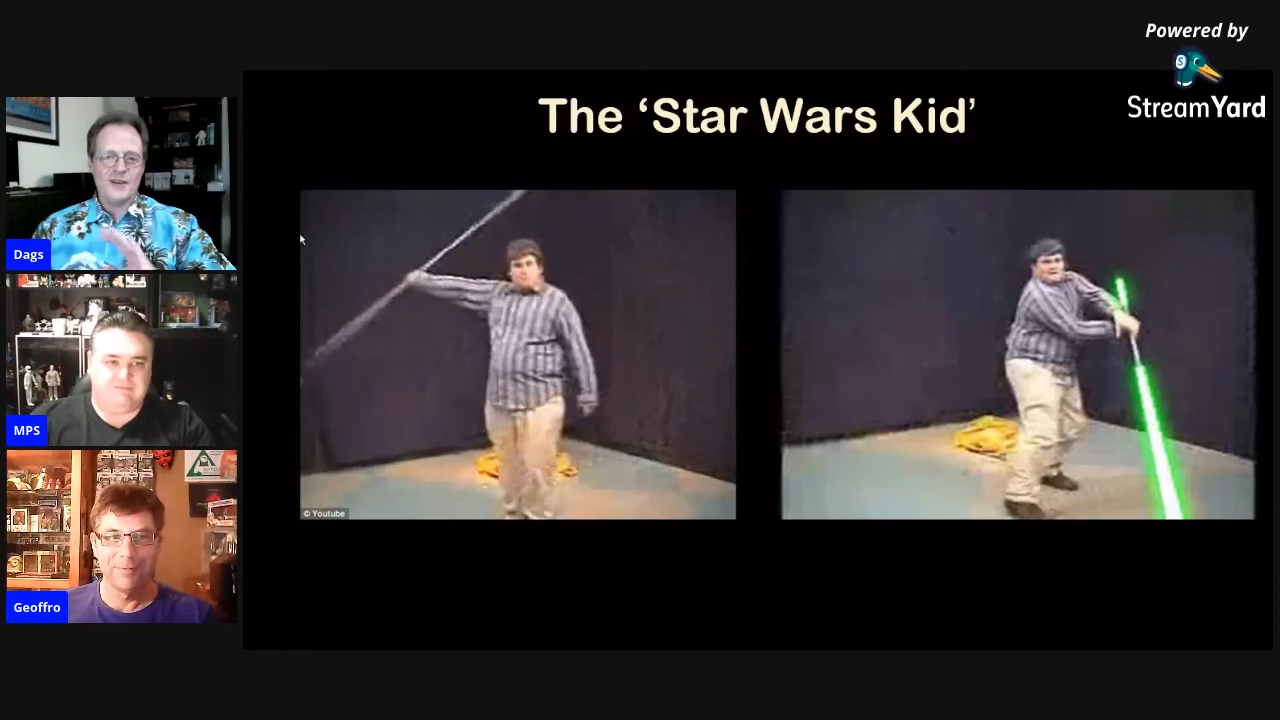 Powered by
StreamYard
The ‘Star Wars Kid’
Dags
MPS
Geoffro
© Youtube